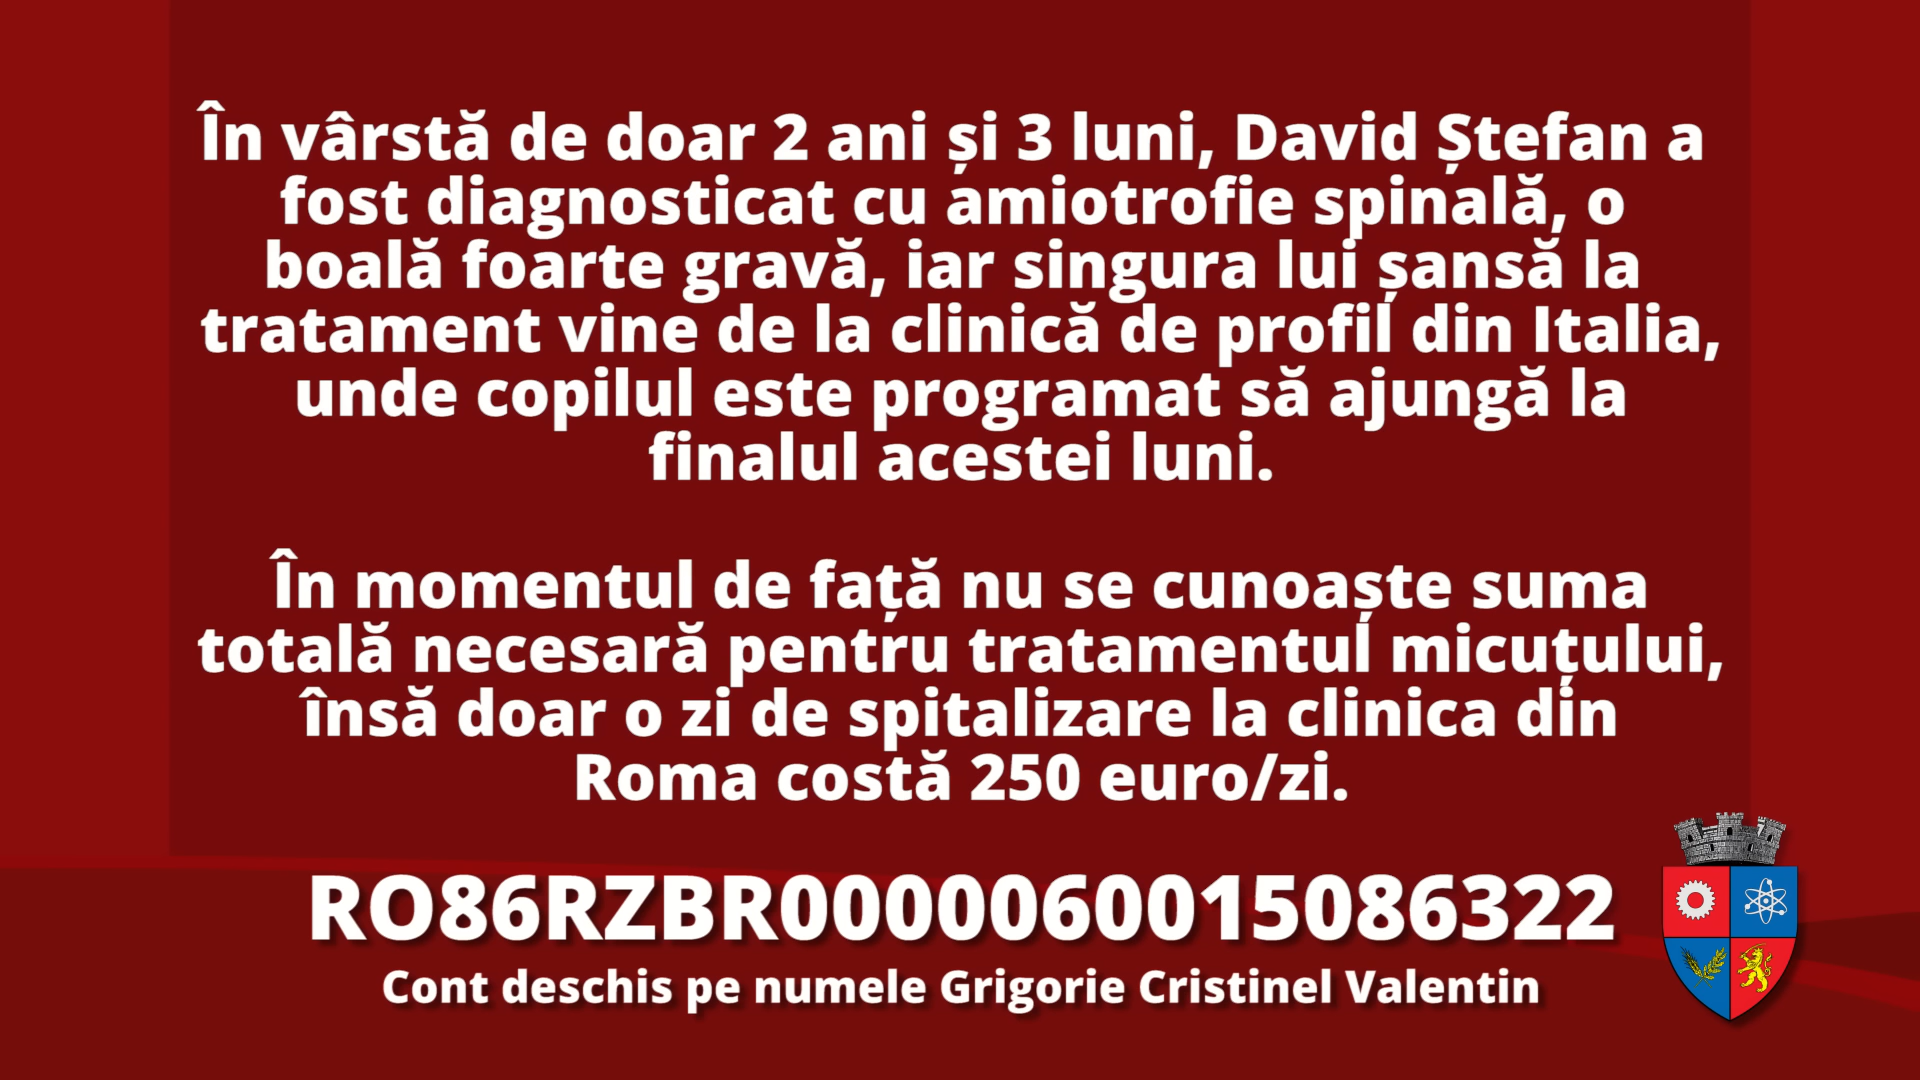 În vârstă de doar 2 ani și 3 luni, David Ștefan a
fost diagnosticat cu amiotrofie spinală, o
boală foarte gravă, iar singura lui șansă la
tratament vine de la clinică de profil din Italia,
unde copilul este programat să ajungă la
finalul acestei luni.
În momentul de față nu se cunoaște suma
totală necesară pentru tratamentul micuțului,
însă doar o zi de spitalizare la clinica din
Roma costă 250 euro/zi.
RO86RZBR0000060015086322
Cont deschis pe numele Grigorie Cristinel Valentin